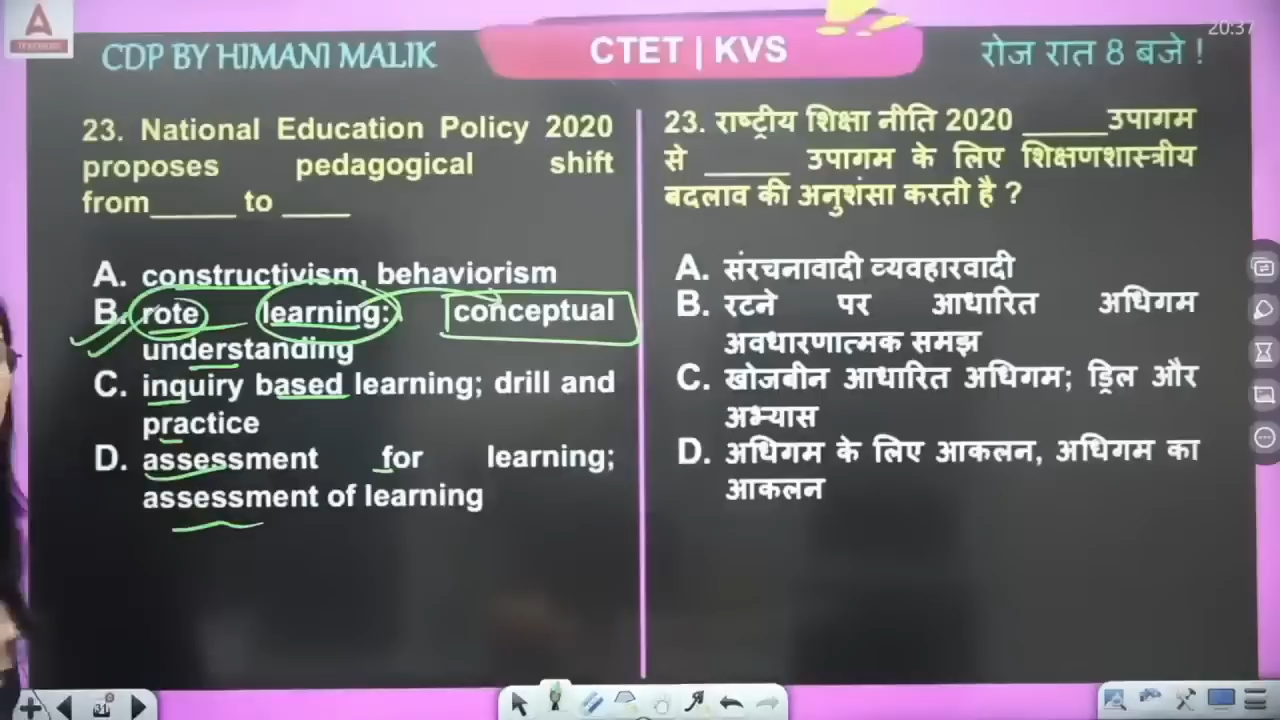 A
TEACHERS
CDP BY HIMANI MALIK
CTET | KVS
20:37
रोज रात 8 बजे !
23. National Education Policy 2020
proposes pedagogical shift
from_____ to ____
A. constructivism, behaviorism
B. rote learning: conceptual
understanding
C. inquiry based learning; drill and
practice
D. assessment for learning;
assessment of learning
23. राष्ट्रीय शिक्षा नीति 2020 _____उपागम
से _____ उपागम के लिए शिक्षणशास्त्रीय
बदलाव की अनुशंसा करती है ?
A. संरचनावादी व्यवहारवादी
B. रटने पर आधारित अधिगम
अवधारणात्मक समझ
C. खोजबीन आधारित अधिगम; ड्रिल और
अभ्यास
D. अधिगम के लिए आकलन, अधिगम का
आकलन